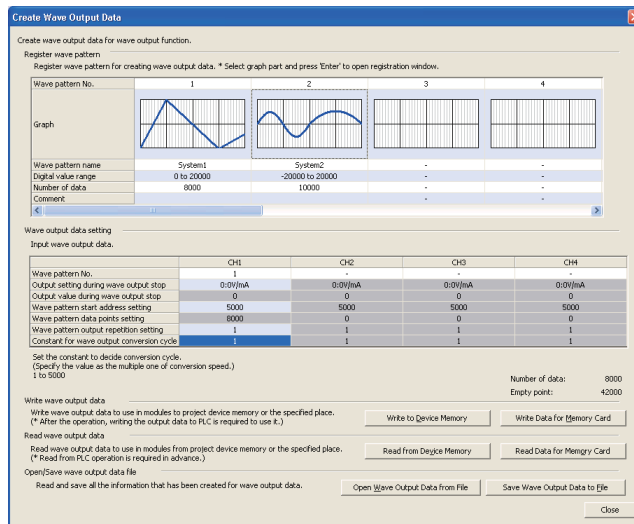 Create Wave Output Data
Create wave output data for wave output function.
Register wave pattern
Register wave pattern for creating wave output data. * Select graph part and press 'Enter' to open registration window.
Wave pattern No. 1 2 3 4
Graph
Wave pattern name System1 System2 - -
Digital value range 0 to 20000 -20000 to 20000 - -
Number of data 8000 10000 - -
Comment - -
Wave output data setting
Input wave output data.
CH1 CH2 CH3 CH4
Wave pattern No. 1 - - -
Output setting during wave output stop 0:0V/mA 0:0V/mA 0:0V/mA 0:0V/mA
Output value during wave output stop 0 0 0 0
Wave pattern start address setting 5000 5000 5000 5000
Wave pattern data points setting 8000 0 0 0
Wave pattern output repetition setting 1 1 1 1
Constant for wave output conversion cycle 1 1 1 1
Set the constant to decide conversion cycle.
(Specify the value as the multiple one of conversion speed.)
1 to 5000
Number of data: 8000
Empty point: 42000
Write wave output data
Write wave output data to use in modules to project device memory or the specified place.
(* After the operation, writing the output data to PLC is required to use it.)
Write to Device Memory Write Data for Memory Card
Read wave output data
Read wave output data to use in modules from project device memory or the specified place.
(* Read from PLC operation is required in advance.)
Read from Device Memory Read Data for Memory Card
Open/Save wave output data file
Read and save all the information that has been created for wave output data.
Open Wave Output Data from File Save Wave Output Data to File
Close